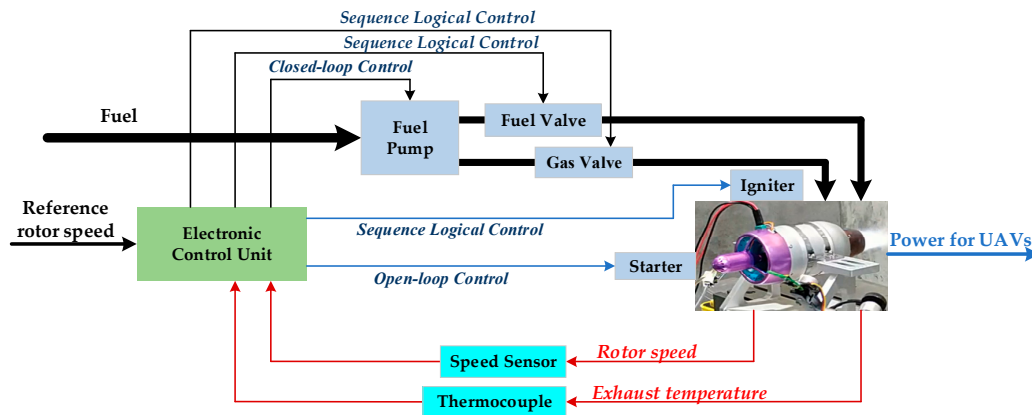 Sequence Logical Control
Sequence Logical Control
Closed-loop Control
Fuel
Fuel
Pump
Fuel Valve
Gas Valve
Igniter
Reference
rotor speed
Electronic
Control Unit
Sequence Logical Control
Open-loop Control
Starter
Power for UAVs
Speed Sensor
Rotor speed
Thermocouple
Exhaust temperature